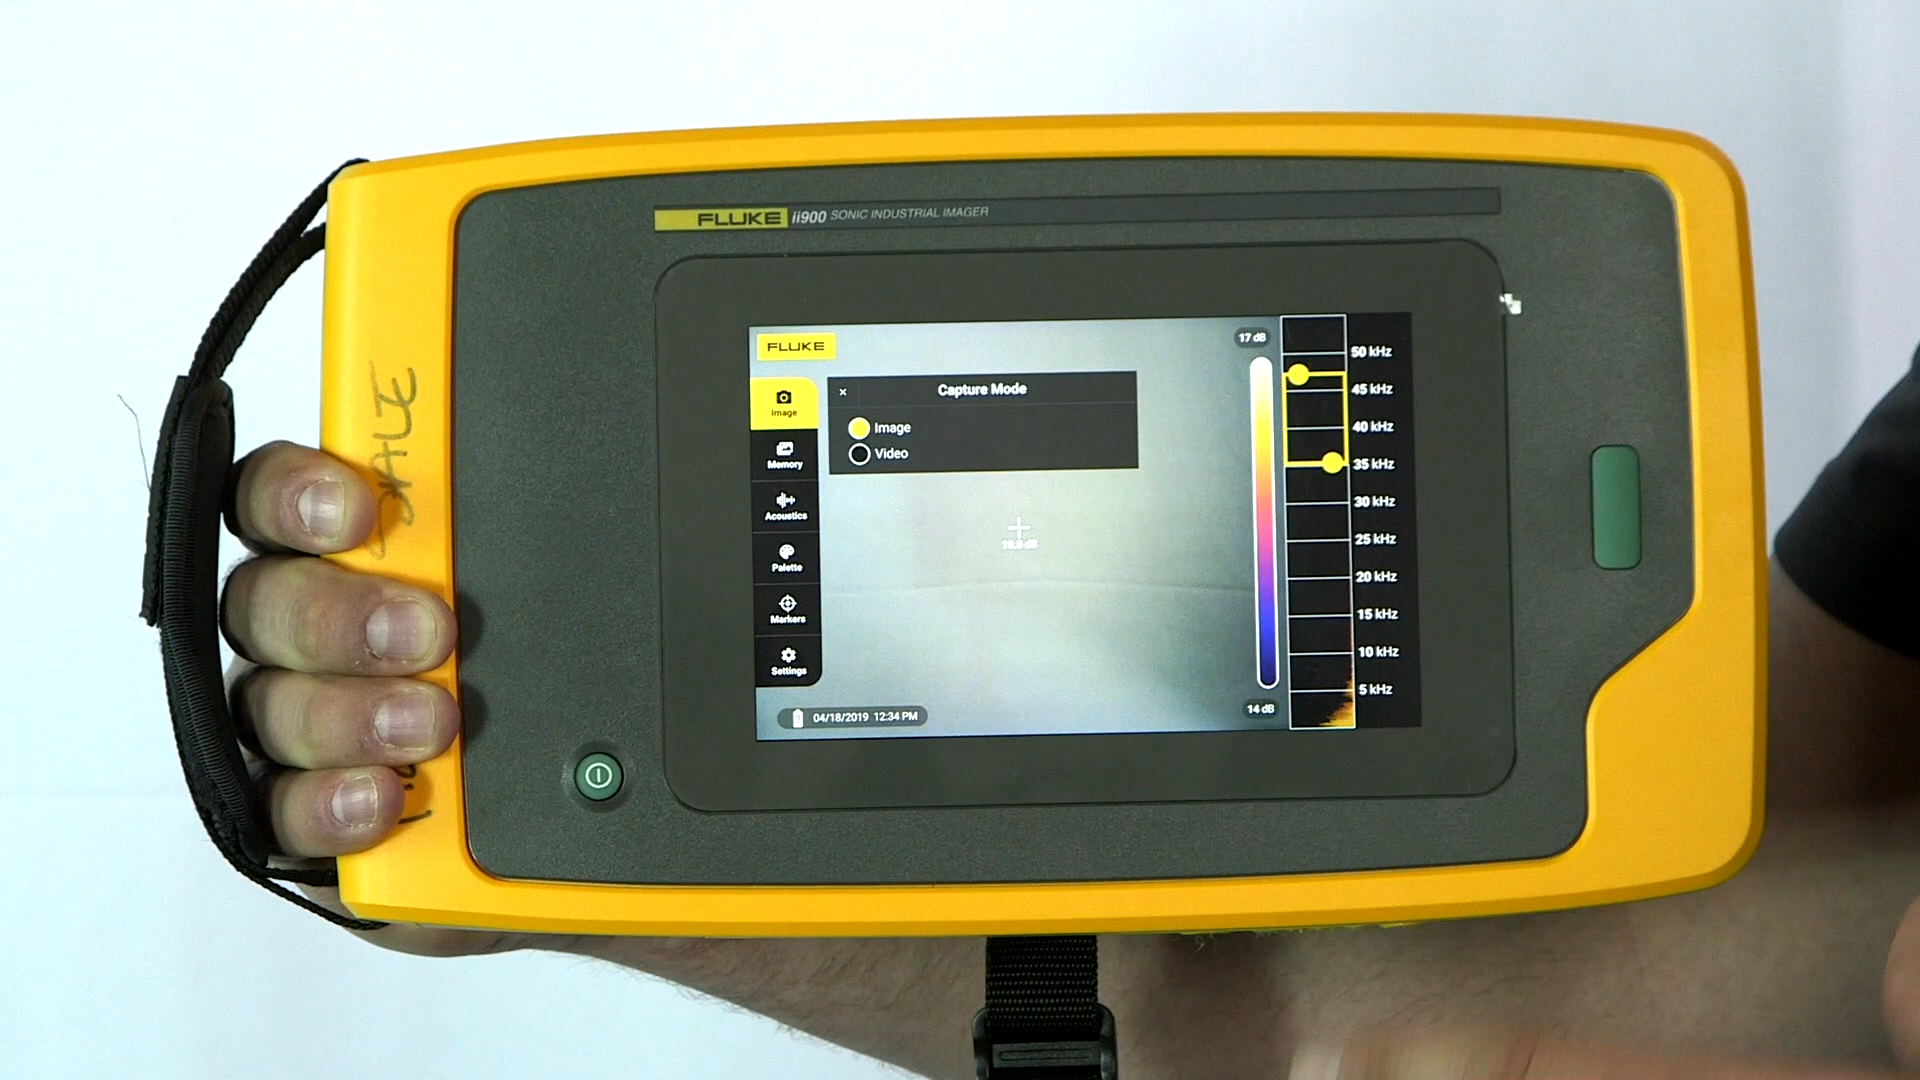 FLUKE ii900 SONIC INDUSTRIAL IMAGER
FLUKE
17 dB
Capture Mode
Image
Video
Image
Memory
Acoustics
Palette
Markers
Settings
50 kHz
45 kHz
40 kHz
35 kHz
30 kHz
25 kHz
20 kHz
15 kHz
10 kHz
5 kHz
14 dB
04/18/2019 12:34 PM